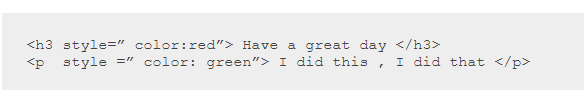 <h3 style=” color:red”> Have a great day </h3>
<p  style =” color: green”> I did this , I did that </p>